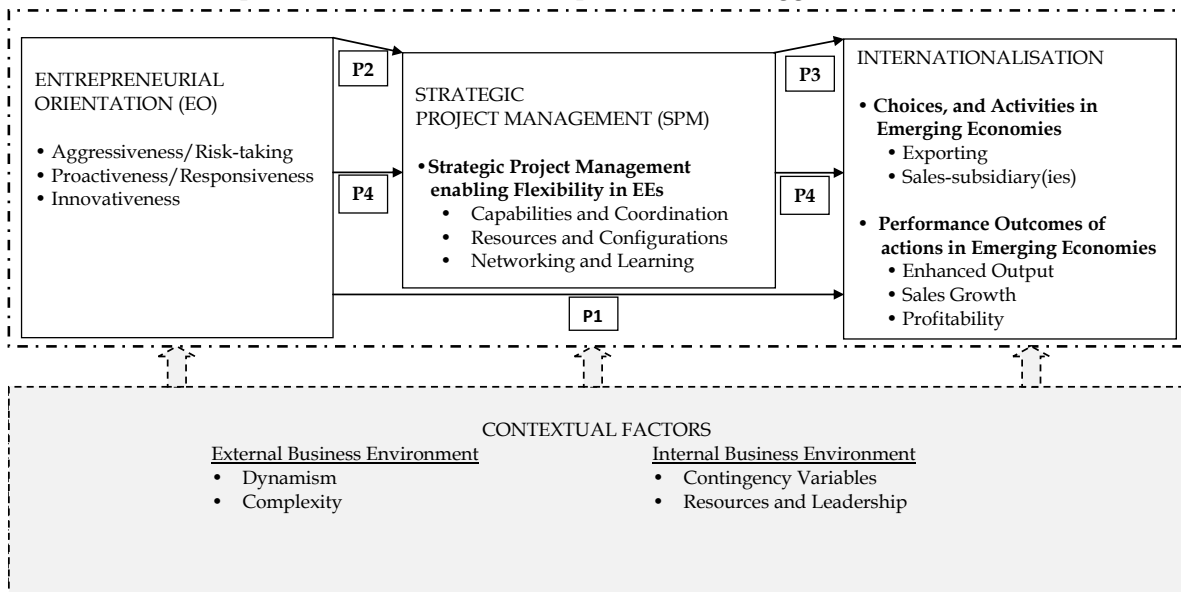 ENTREPRENEURIAL
ORIENTATION (EO)
• Aggressiveness/Risk-taking
• Proactiveness/Responsiveness
• Innovativeness
P2
P4
STRATEGIC
PROJECT MANAGEMENT (SPM)
•Strategic Project Management
enabling Flexibility in EEs
• Capabilities and Coordination
• Resources and Configurations
• Networking and Learning
P3
P4
P1
INTERNATIONALISATION
• Choices, and Activities in
Emerging Economies
• Exporting
• Sales-subsidiary(ies)
• Performance Outcomes of
actions in Emerging Economies
• Enhanced Output
• Sales Growth
• Profitability
CONTEXTUAL FACTORS
External Business Environment
• Dynamism
• Complexity
Internal Business Environment
• Contingency Variables
• Resources and Leadership